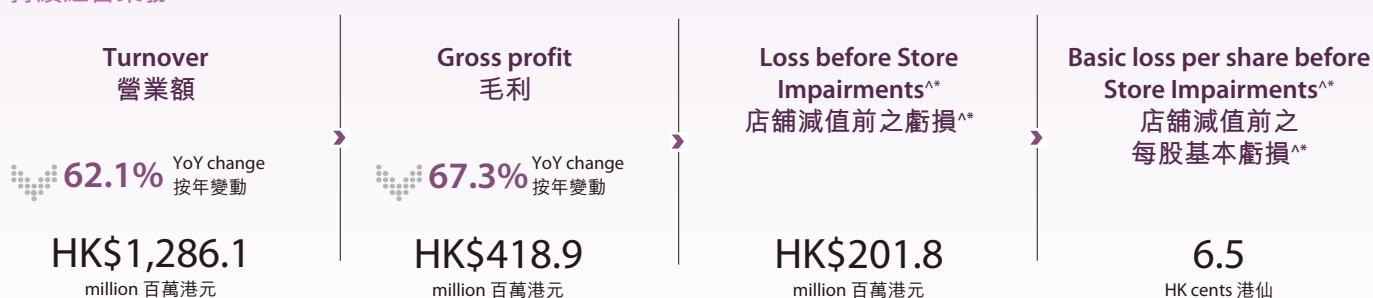 Turnover
營業額
62.1% YoY change
按年變動
HK$1,286.1
million 百萬港元
Gross profit
毛利
67.3% YoY change
按年變動
HK$418.9
million 百萬港元
Loss before Store
Impairments^*
店舖減值前之虧損^*
HK$201.8
million 百萬港元
Basic loss per share before
Store Impairments^*
店舖減值前之
每股基本虧損^*
6.5
HK cents 港仙